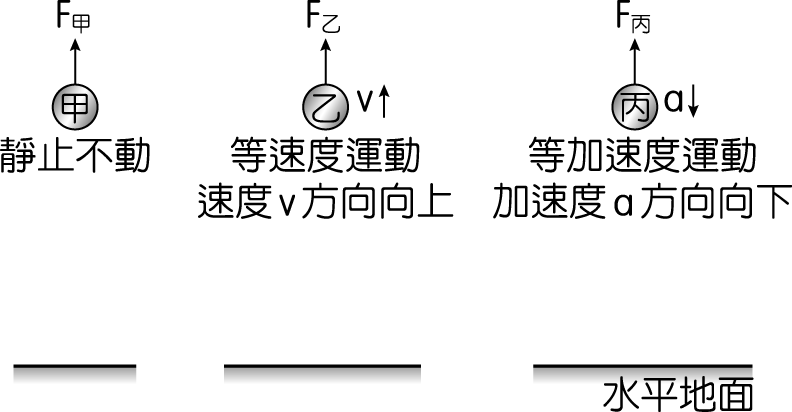 F甲 F乙 F丙
甲 乙 v↑ 丙 a↓
靜止不動 等速度運動 等加速度運動
速度v方向向上 加速度a方向向下
水平地面